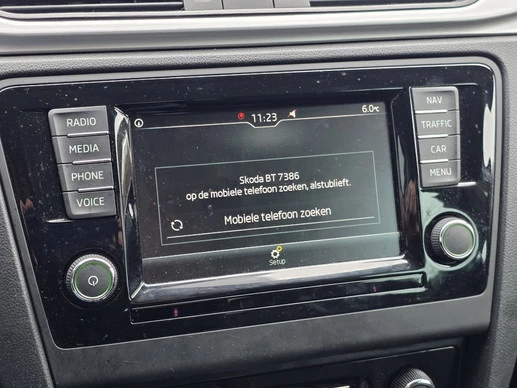 RADIO
MEDIA
PHONE
VOICE
11:23
6.0
Skoda BT 7386
op de mobiele telefoon zoeken, alstublieft.
Mobiele telefoon zoeken
Setup
NAV
TRAFFIC
CAR
MENU